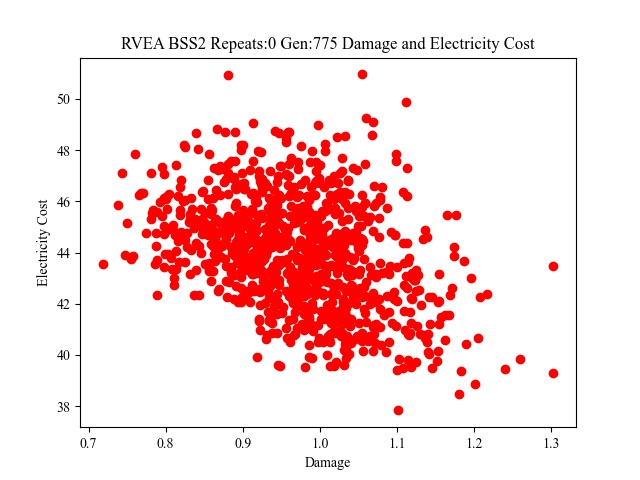 RVEA BSS2 Repeats:0 Gen:775 Damage and Electricity Cost
50
48
46
44
42
40
38
Electricity Cost
0.7 0.8 0.9 1.0 1.1 1.2 1.3
Damage